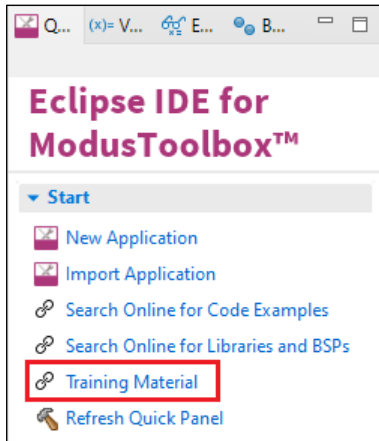 Q... (x)= V... E... B...
Eclipse IDE for
ModusToolbox™
Start
New Application
Import Application
Search Online for Code Examples
Search Online for Libraries and BSPs
Training Material
Refresh Quick Panel